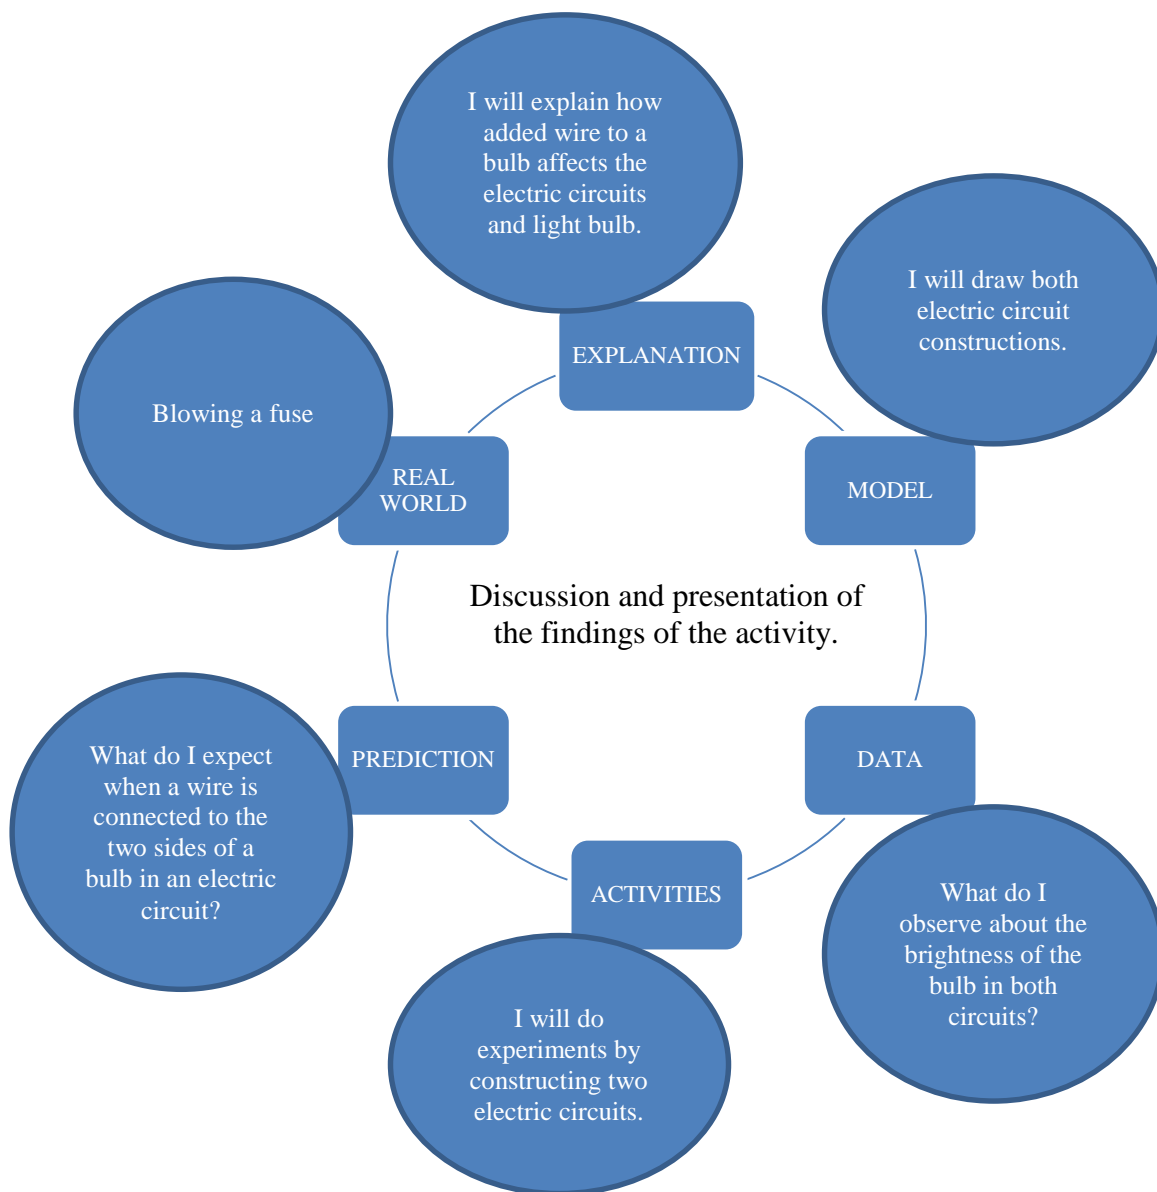 I will explain how
added wire to a
bulb affects the
electric circuits
and light bulb.
EXPLANATION
I will draw both
electric circuit
constructions.
MODEL
Blowing a fuse
REAL
WORLD
Discussion and presentation of
the findings of the activity.
What do I expect
when a wire is
connected to the
two sides of a
bulb in an electric
circuit?
PREDICTION
DATA
What do I
observe about the
brightness of the
bulb in both
circuits?
ACTIVITIES
I will do
experiments by
constructing two
electric circuits.